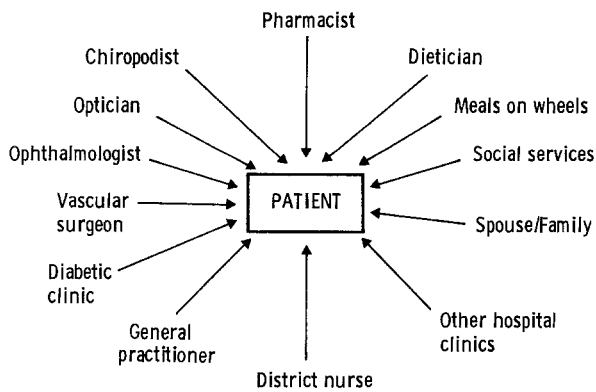 Pharmacist
Chiropodist
Dietician
Optician
Meals on wheels
Ophthalmologist
Social services
PATIENT
Vascular
surgeon
Spouse/Family
Diabetic
clinic
General
practitioner
Other hospital
clinics
District nurse